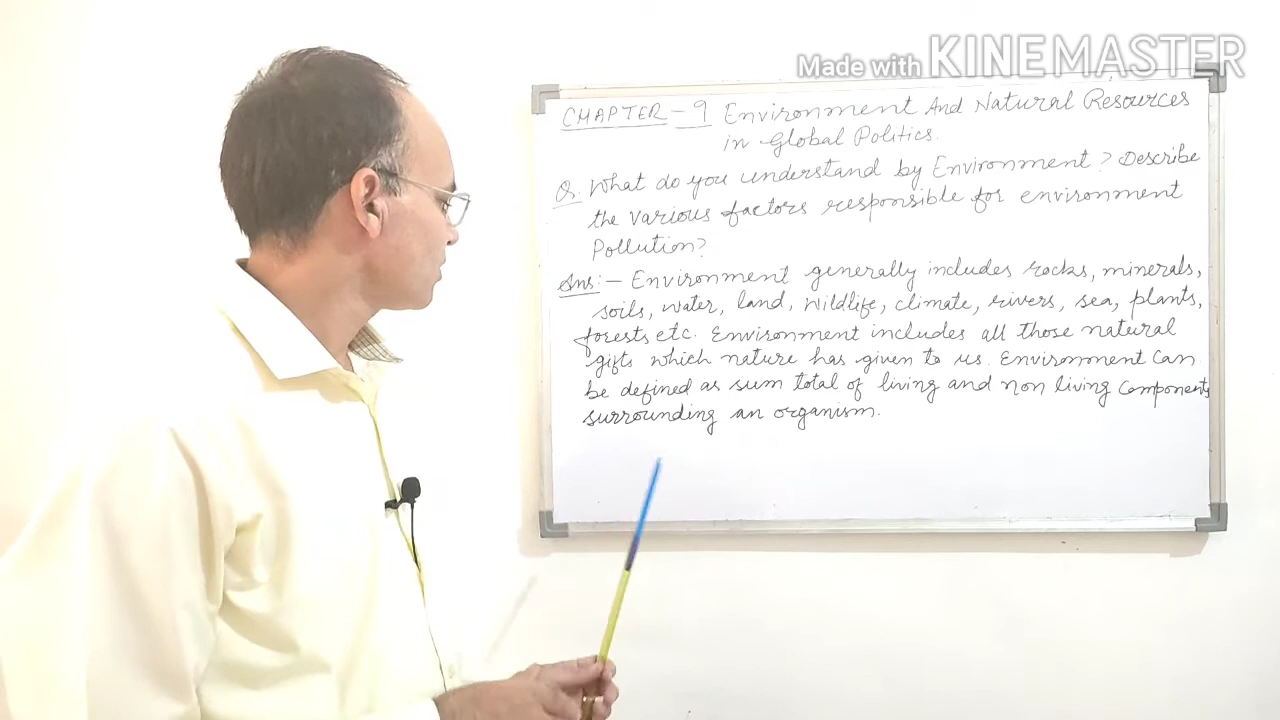 Made with KINEMASTER
CHAPTER - 9 Environment And Natural Resources
in Global Politics.
Q. What do you understand by Environment? Describe
the various factors responsible for environment
Pollution?
Ans:- Environment generally includes rocks, minerals,
soils, water, land, wildlife, climate, rivers, sea, plants,
forests etc. Environment includes all those natural
gifts which nature has given to us. Environment can
be defined as sum total of living and non living components
surrounding an organism.